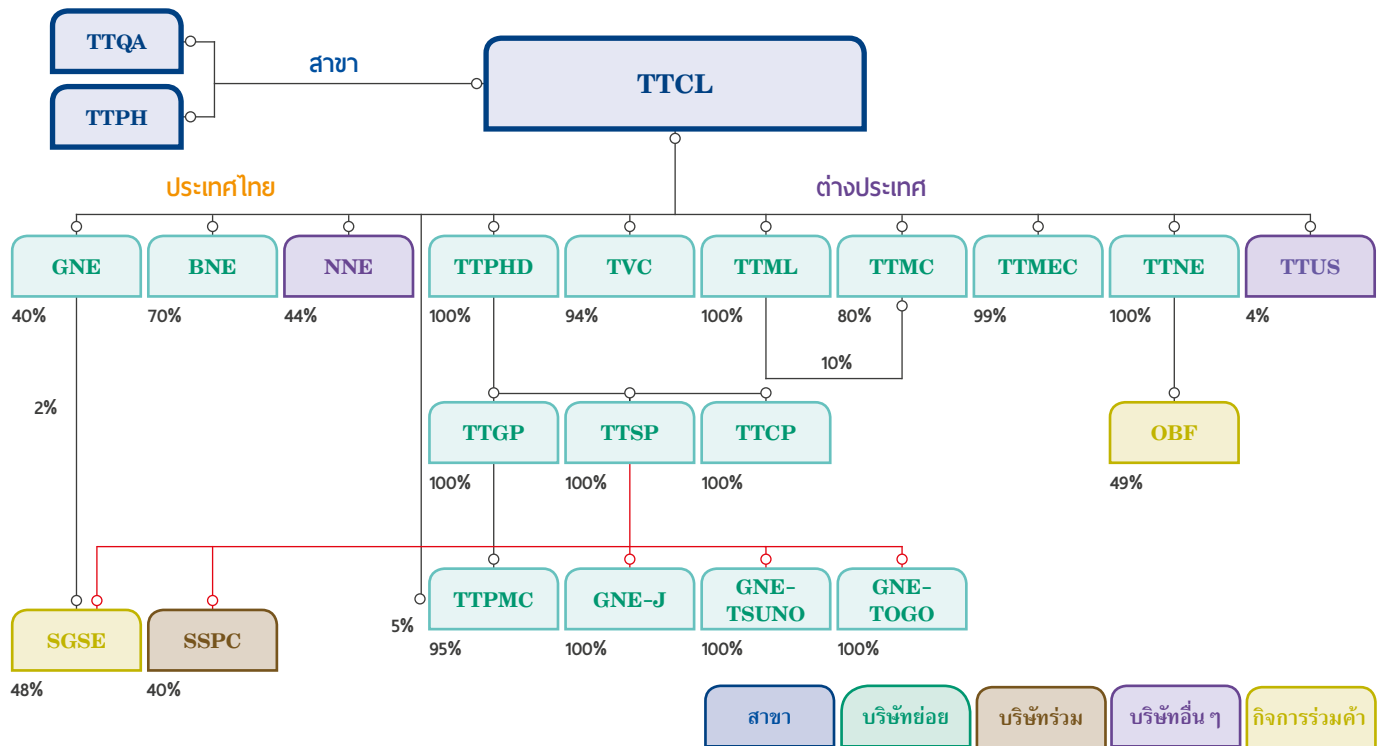 TTQA
สาขา
TTCL
TTPH
ประเทศไทย
ต่างประเทศ
GNE
BNE
NNE
TTPHD
TVC
TTML
TTMC
TTMEC
TTNE
TTUS
40%
70%
44%
100%
94%
100%
80%
99%
100%
4%
10%
2%
TTGP
TTSP
TTCP
OBF
100%
100%
100%
49%
TTPMC
GNE-J
GNE-
TSUNO
GNE-
TOGO
SGSE
SSPC
5%
95%
100%
100%
100%
48%
40%
สาขา
บริษัทย่อย
บริษัทร่วม
บริษัทอื่น ๆ
กิจการร่วมค้า